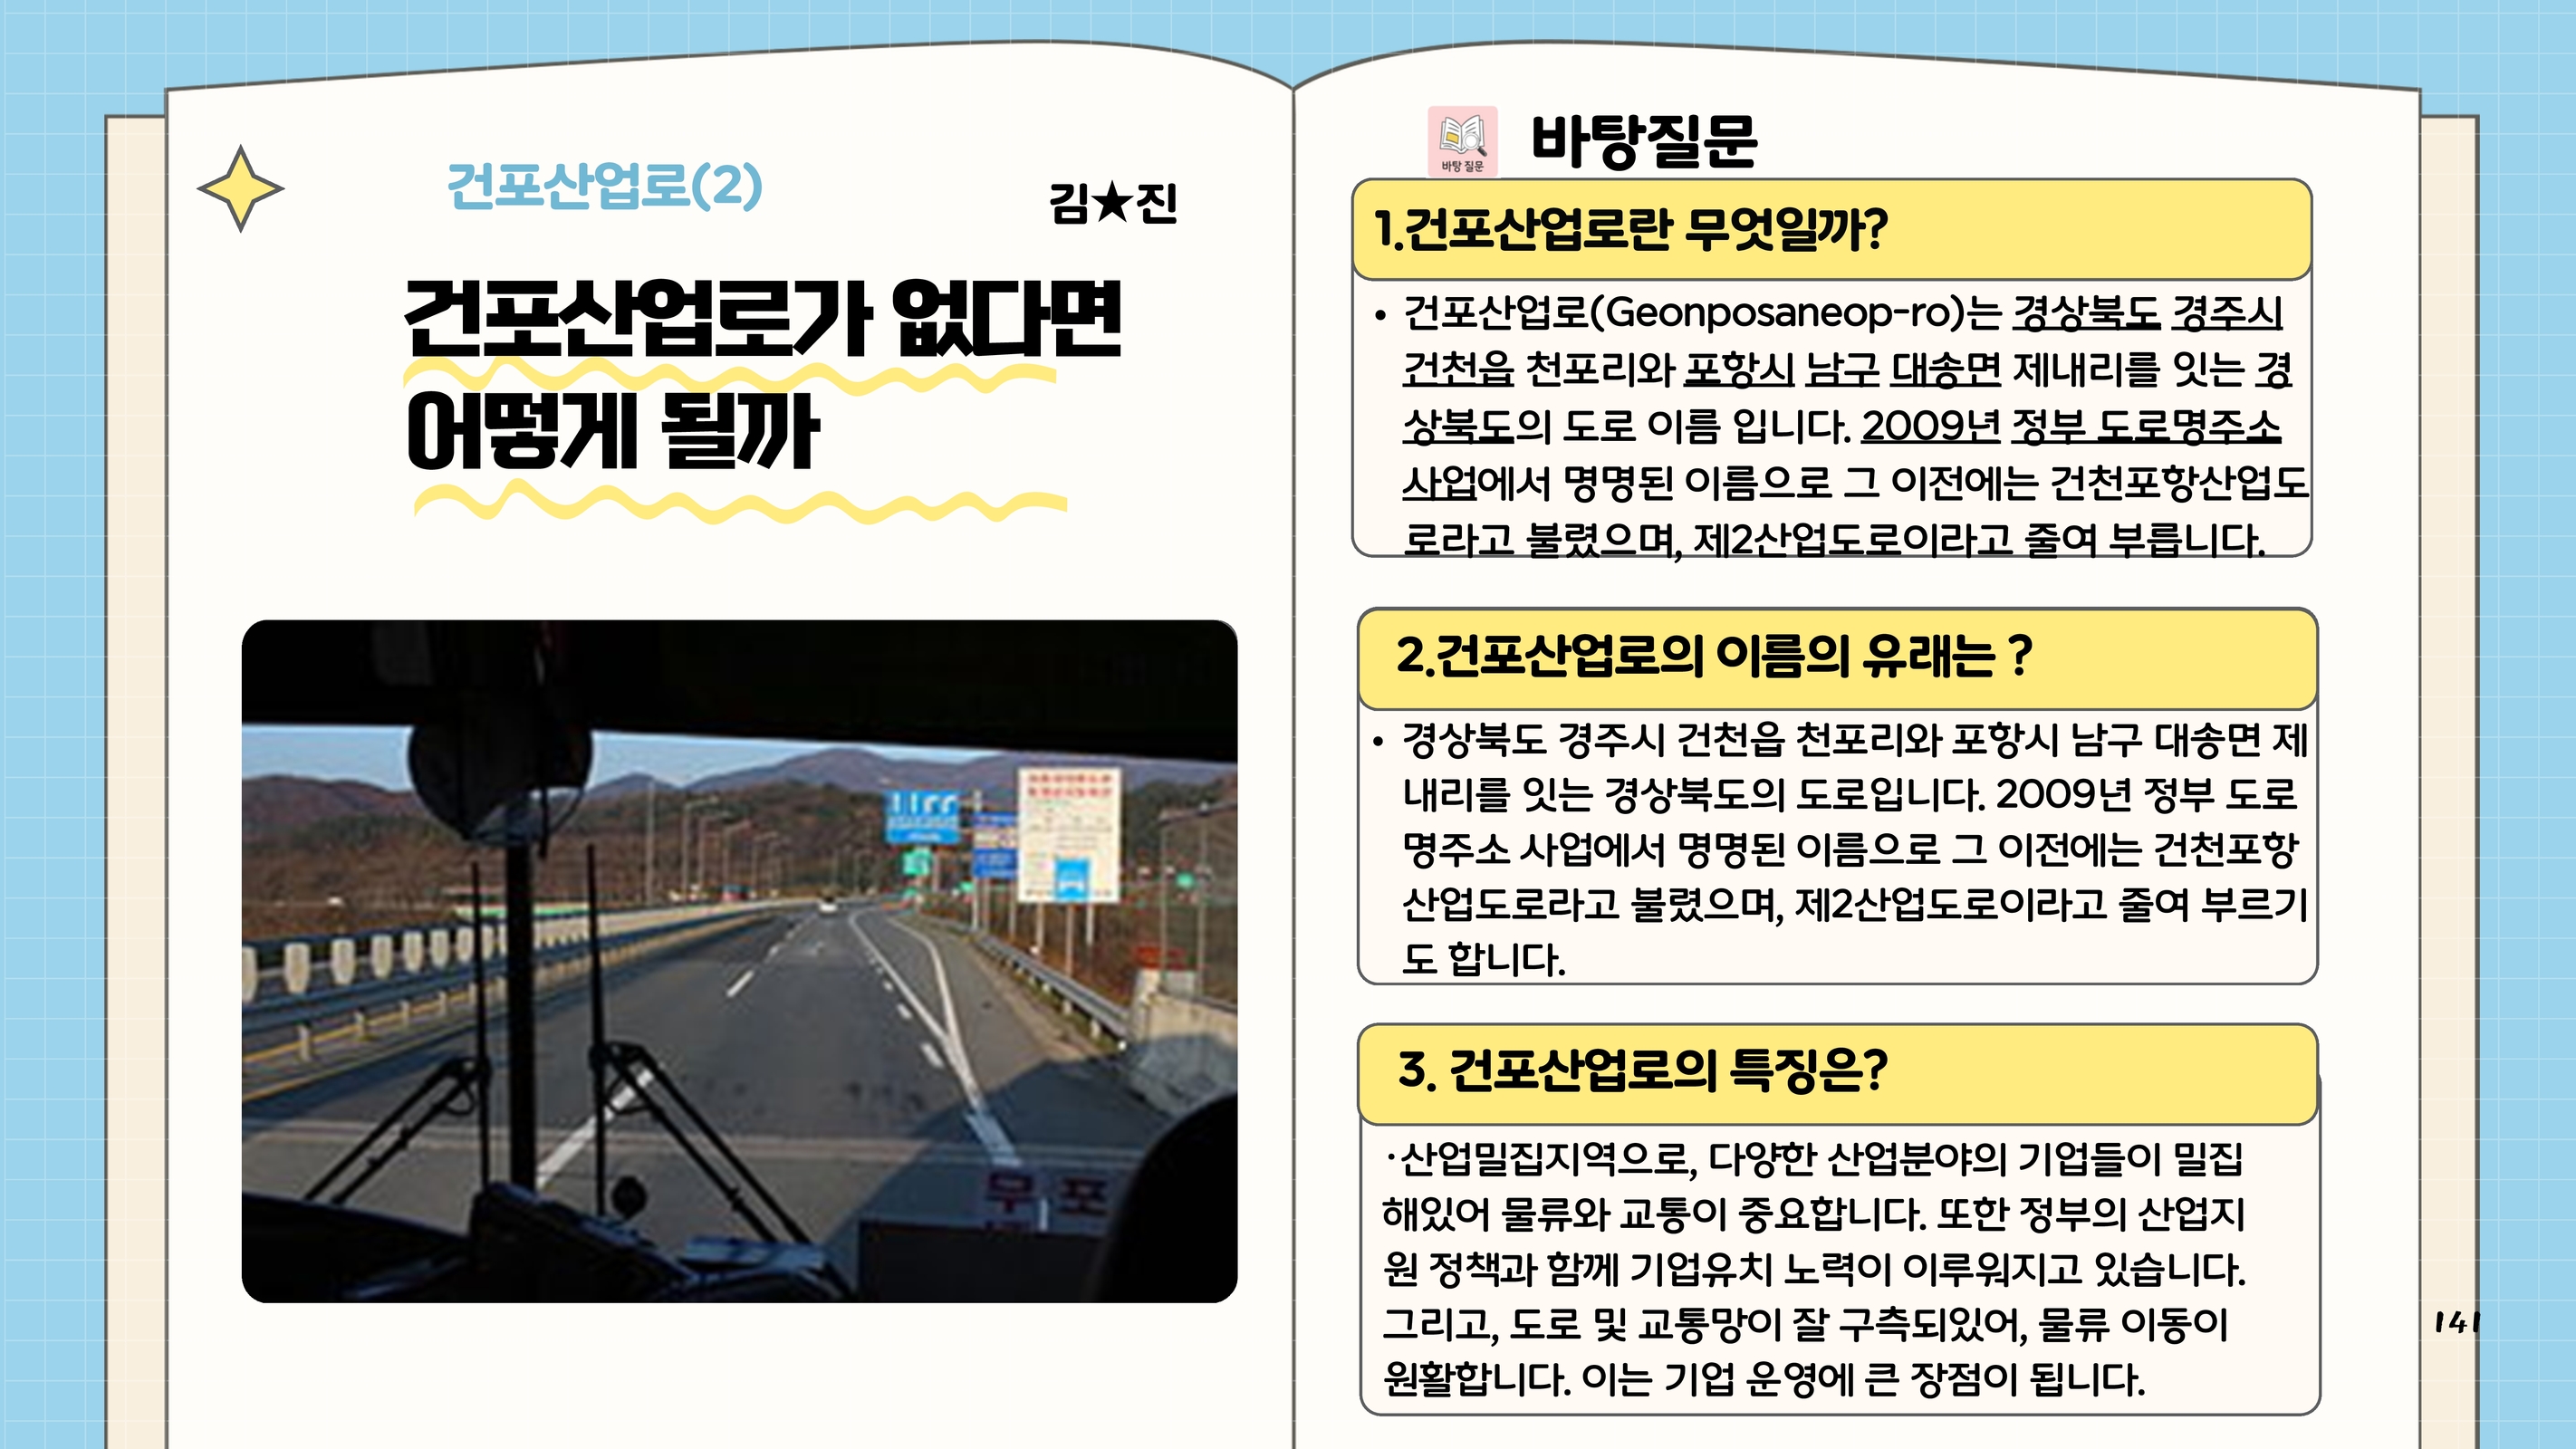 건포산업로(2)
김★진
건포산업로가 없다면
어떻게 될까
바탕 질문
바탕질문
1.건포산업로란 무엇일까?
• 건포산업로(Geonposaneop-ro)는 경상북도 경주시
건천읍 천포리와 포항시 남구 대송면 제내리를 잇는 경
상북도의 도로 이름 입니다. 2009년 정부 도로명주소
사업에서 명명된 이름으로 그 이전에는 건천포항산업도
로라고 불렸으며, 제2산업도로이라고 줄여 부릅니다.
2.건포산업로의 이름의 유래는 ?
• 경상북도 경주시 건천읍 천포리와 포항시 남구 대송면 제
내리를 잇는 경상북도의 도로입니다. 2009년 정부 도로
명주소 사업에서 명명된 이름으로 그 이전에는 건천포항
산업도로라고 불렸으며, 제2산업도로이라고 줄여 부르기
도 합니다.
3. 건포산업로의 특징은?
·산업밀집지역으로, 다양한 산업분야의 기업들이 밀집
해있어 물류와 교통이 중요합니다. 또한 정부의 산업지
원 정책과 함께 기업유치 노력이 이루워지고 있습니다.
그리고, 도로 및 교통망이 잘 구측되있어, 물류 이동이
원활합니다. 이는 기업 운영에 큰 장점이 됩니다.
141